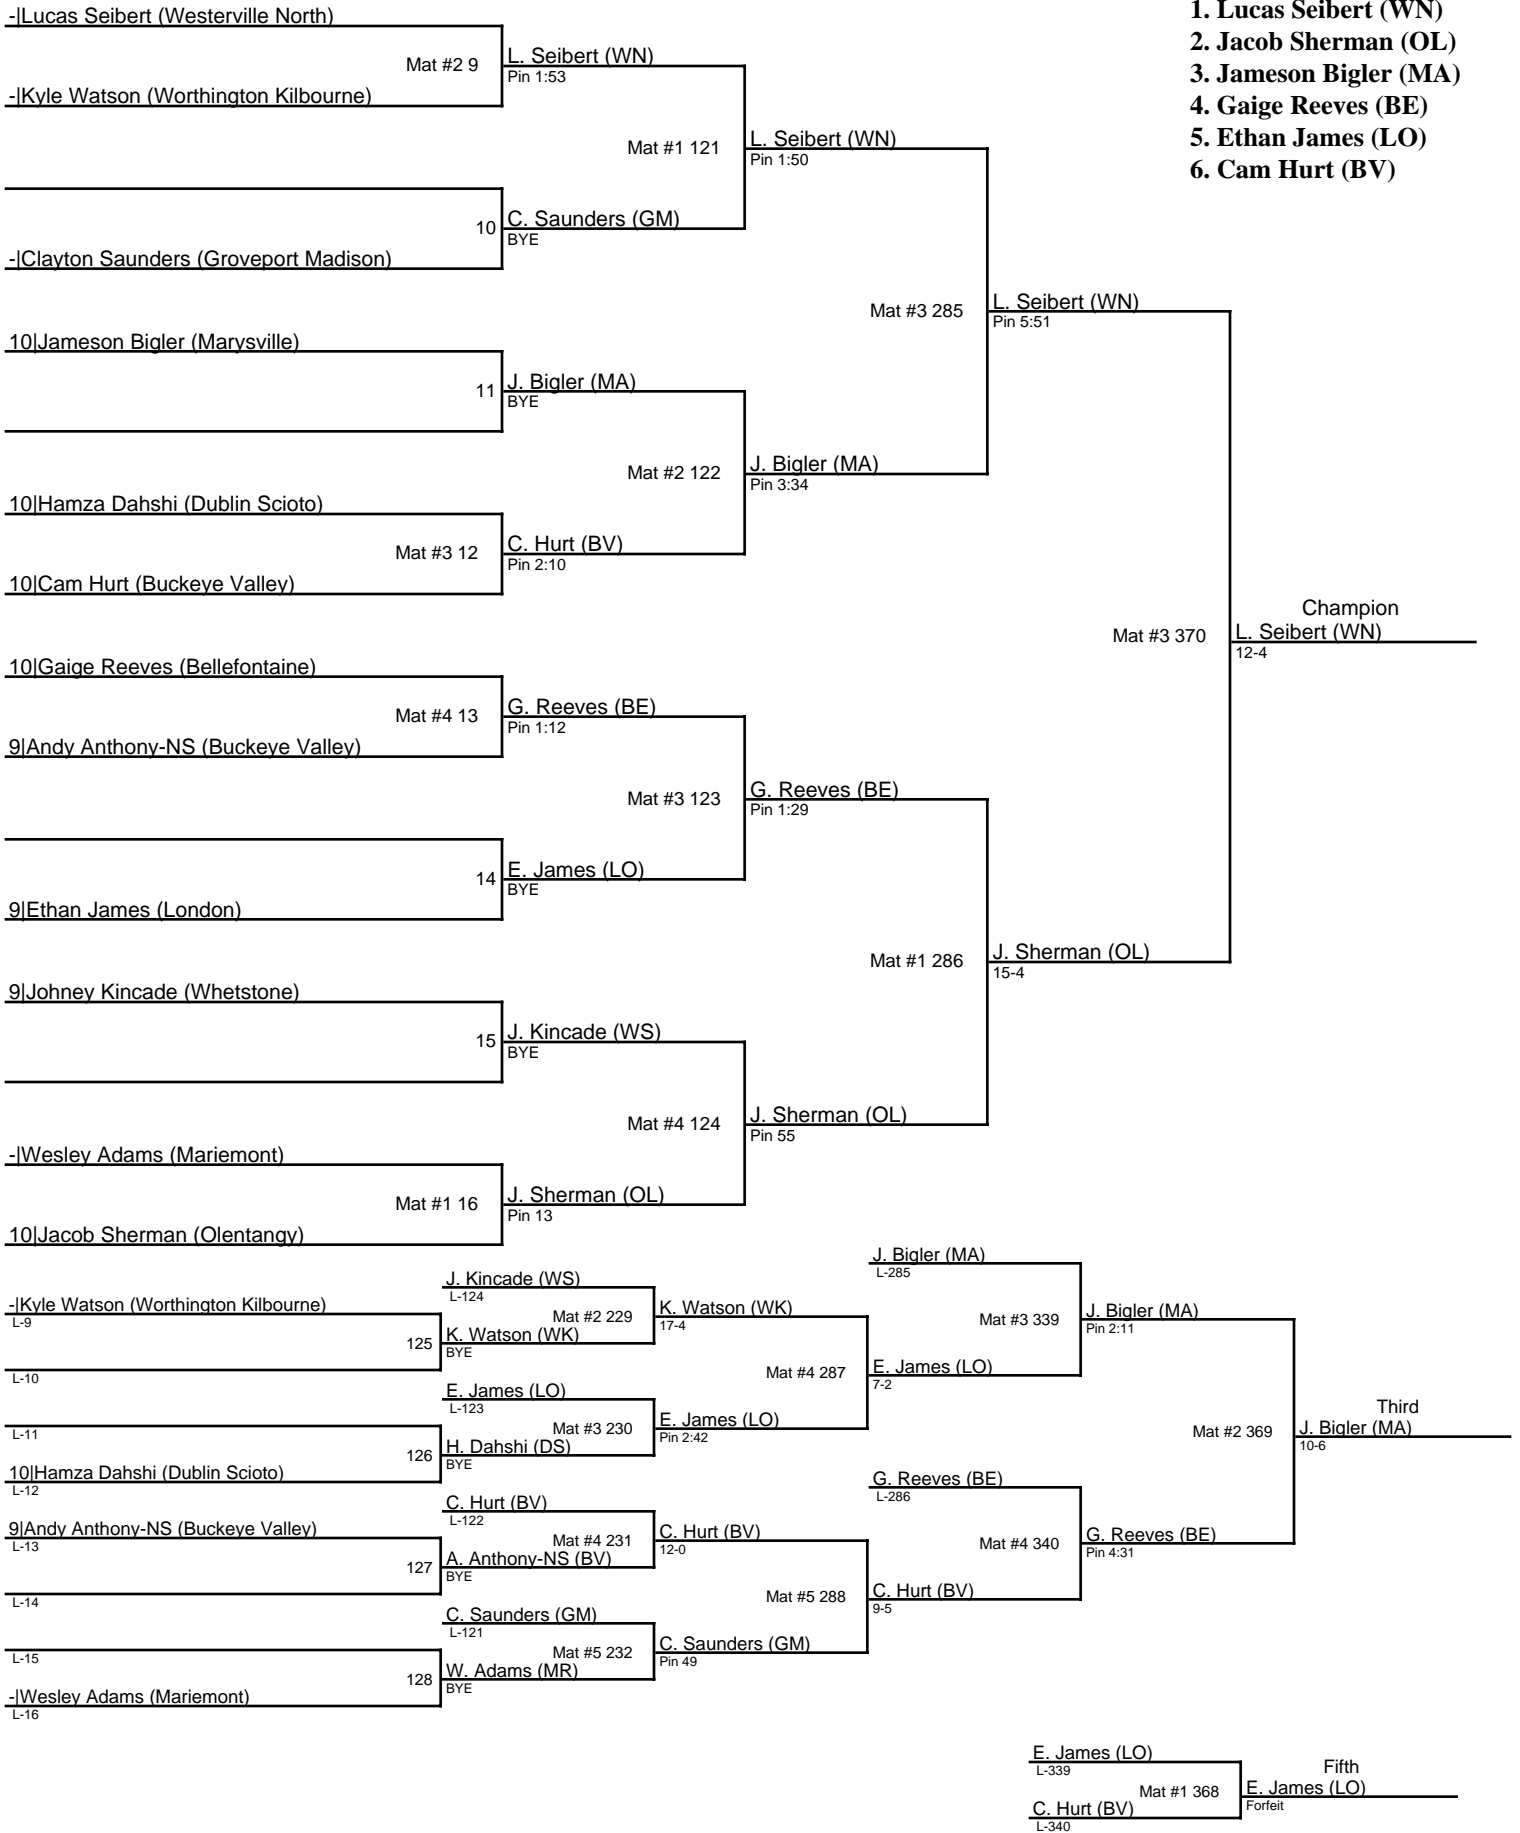 -|Lucas Seibert (Westerville North)
Mat #2 9
L. Seibert (WN)
Pin 1:53
-|Kyle Watson (Worthington Kilbourne)
Mat #1 121
L. Seibert (WN)
Pin 1:50
10
C. Saunders (GM)
BYE
-|Clayton Saunders (Groveport Madison)
Mat #3 285
L. Seibert (WN)
Pin 5:51
10|Jameson Bigler (Marysville)
11
J. Bigler (MA)
BYE
Mat #2 122
J. Bigler (MA)
Pin 3:34
10|Hamza Dahshi (Dublin Scioto)
Mat #3 12
C. Hurt (BV)
Pin 2:10
10|Cam Hurt (Buckeye Valley)
Mat #3 370
Champion
L. Seibert (WN)
12-4
10|Gaige Reeves (Bellefontaine)
Mat #4 13
G. Reeves (BE)
Pin 1:12
9|Andy Anthony-NS (Buckeye Valley)
Mat #3 123
G. Reeves (BE)
Pin 1:29
14
E. James (LO)
BYE
9|Ethan James (London)
Mat #1 286
J. Sherman (OL)
15-4
9|Johney Kincade (Whetstone)
15
J. Kincade (WS)
BYE
Mat #4 124
J. Sherman (OL)
Pin 55
-|Wesley Adams (Mariemont)
Mat #1 16
J. Sherman (OL)
Pin 13
10|Jacob Sherman (Olentangy)
1. Lucas Seibert (WN)
2. Jacob Sherman (OL)
3. Jameson Bigler (MA)
4. Gaige Reeves (BE)
5. Ethan James (LO)
6. Cam Hurt (BV)
-|Kyle Watson (Worthington Kilbourne)
L-9
125
L-10
J. Kincade (WS)
L-124
Mat #2 229
K. Watson (WK)
BYE
K. Watson (WK)
17-4
L-11
126
10|Hamza Dahshi (Dublin Scioto)
L-12
E. James (LO)
L-123
Mat #3 230
H. Dahshi (DS)
BYE
E. James (LO)
Pin 2:42
Mat #4 287
J. Bigler (MA)
L-285
Mat #3 339
E. James (LO)
7-2
J. Bigler (MA)
Pin 2:11
9|Andy Anthony-NS (Buckeye Valley)
L-13
127
L-14
C. Hurt (BV)
L-122
Mat #4 231
A. Anthony-NS (BV)
BYE
C. Hurt (BV)
12-0
L-15
128
-|Wesley Adams (Mariemont)
L-16
C. Saunders (GM)
L-121
Mat #5 232
W. Adams (MR)
BYE
C. Saunders (GM)
Pin 49
Mat #5 288
G. Reeves (BE)
L-286
Mat #4 340
C. Hurt (BV)
9-5
G. Reeves (BE)
Pin 4:31
Mat #2 369
Third
J. Bigler (MA)
10-6
E. James (LO)
L-339
Mat #1 368
C. Hurt (BV)
L-340
Fifth
E. James (LO)
Forfeit